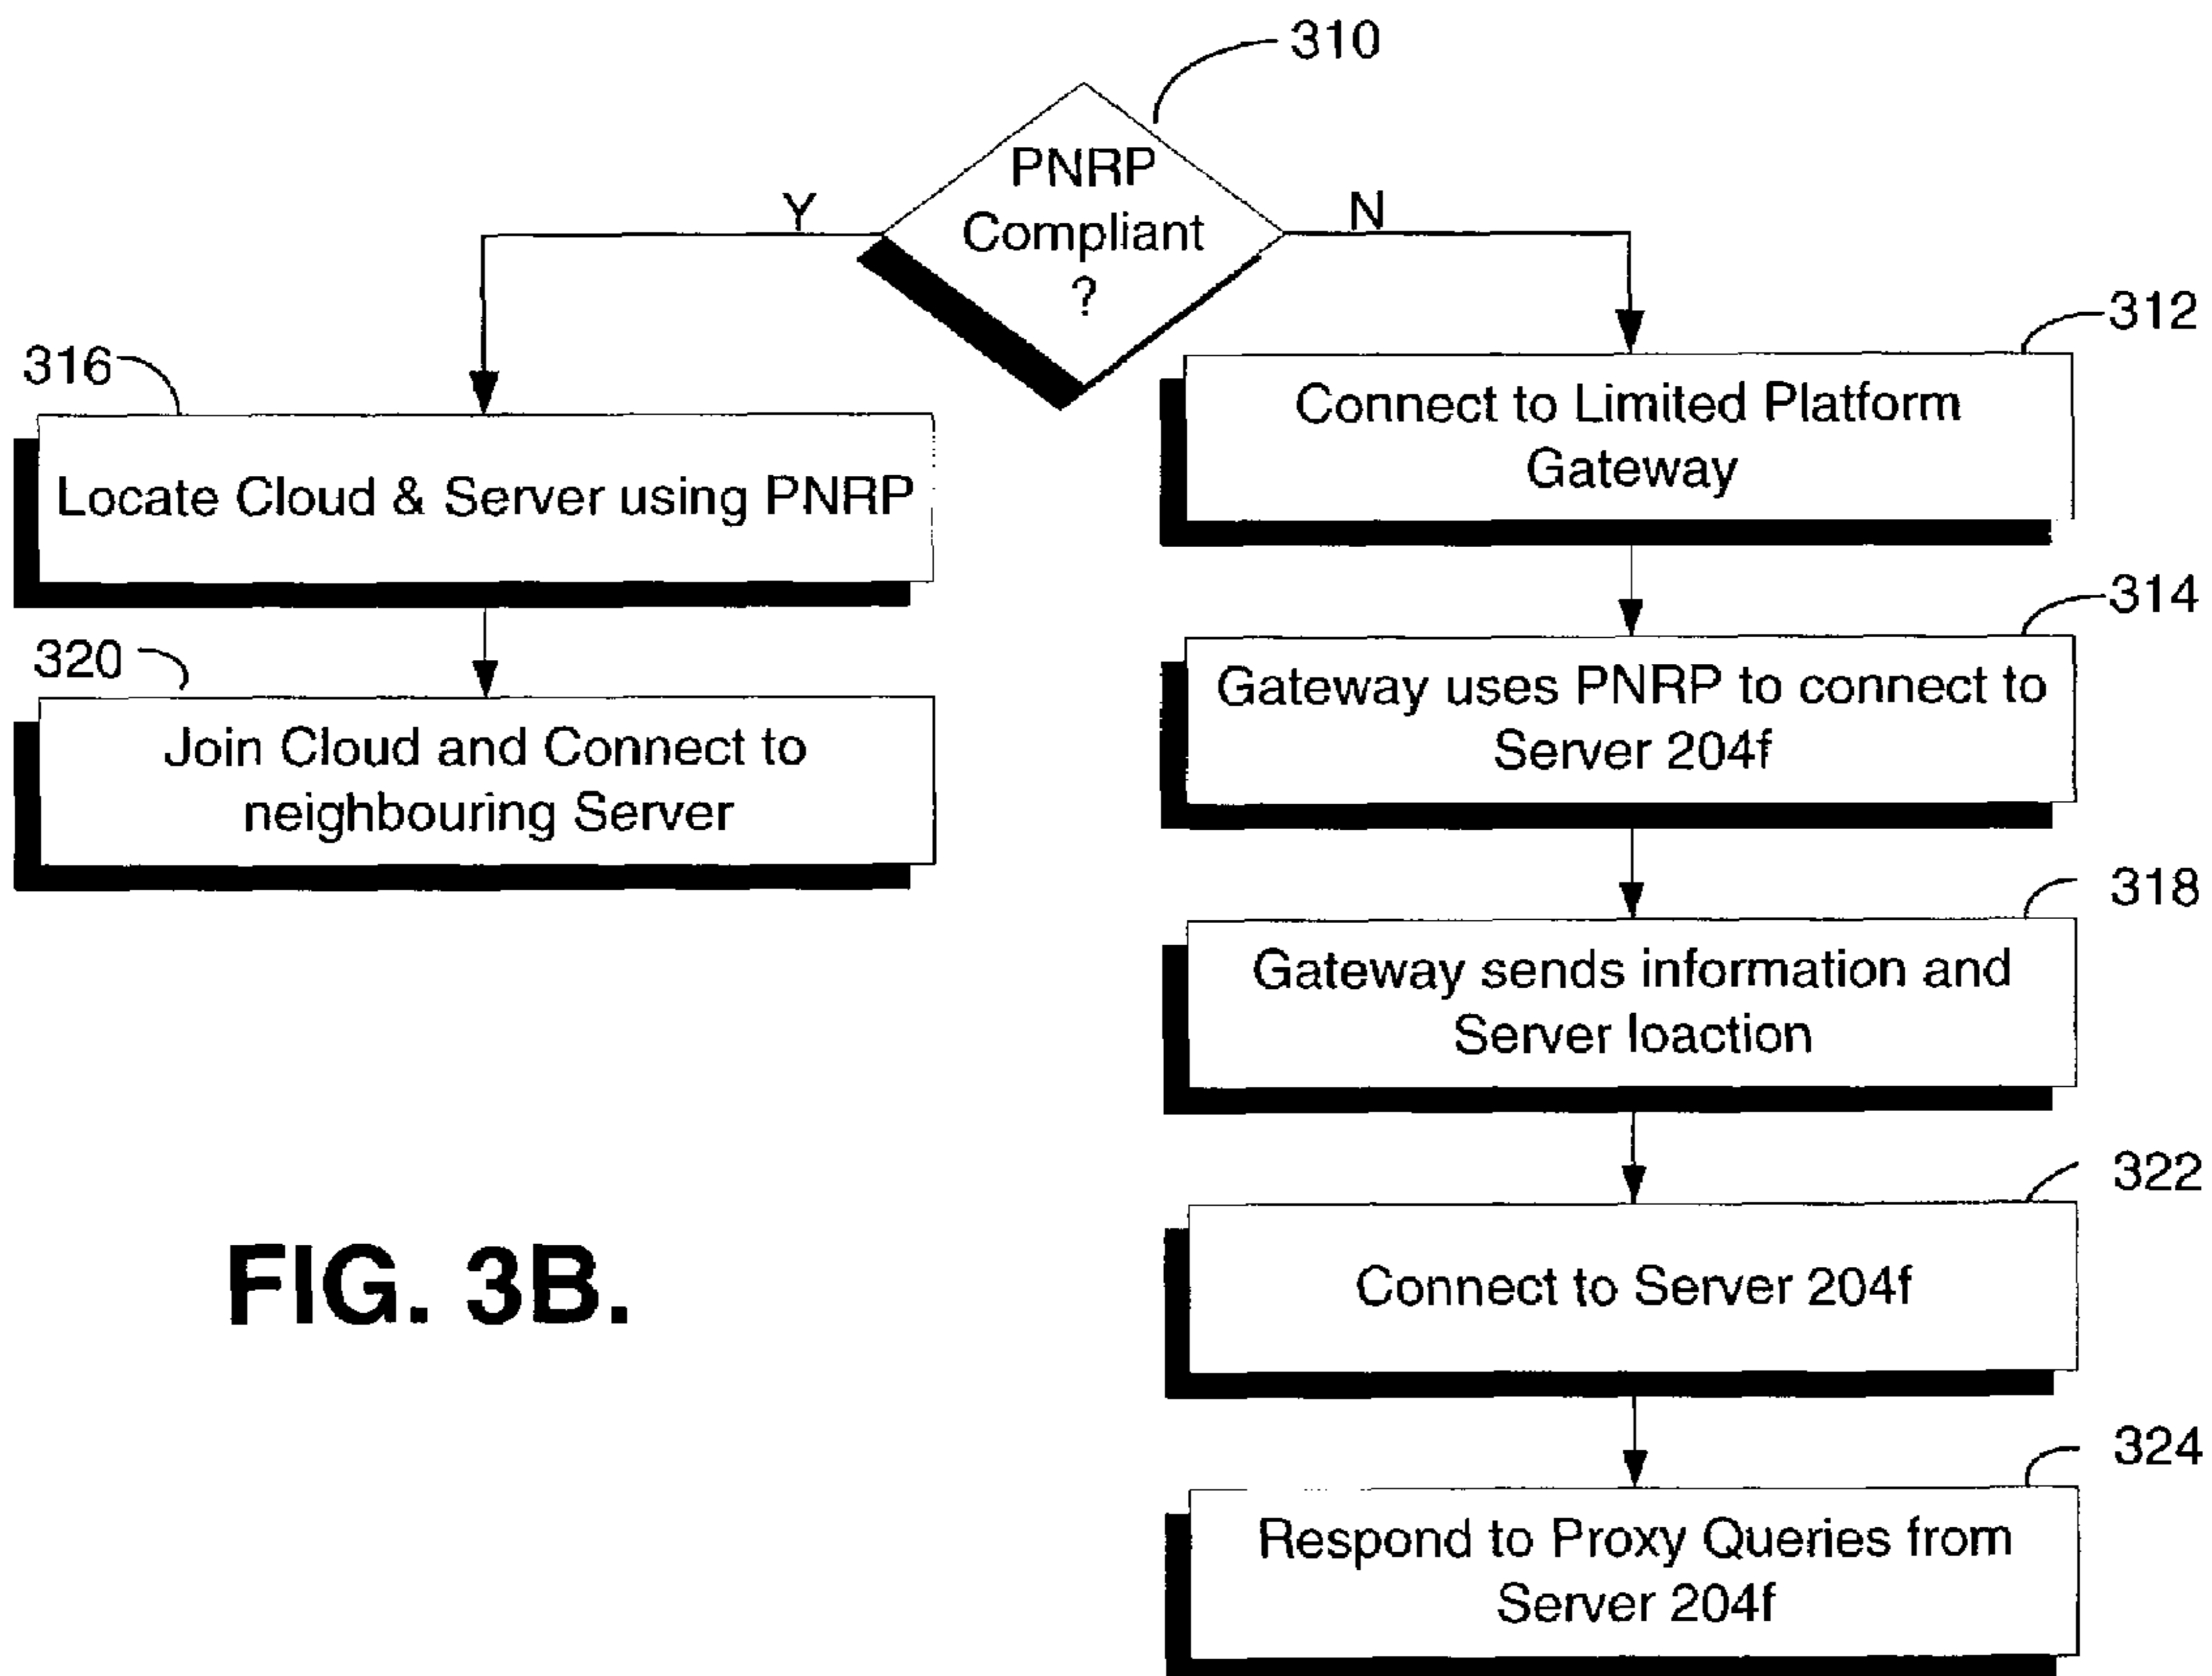 310
PNRP
Compliant
?
Y
N
312
Connect to Limited Platform
Gateway
316
Locate Cloud & Server using PNRP
314
Gateway uses PNRP to connect to
Server 204f
320
Join Cloud and Connect to
neighbouring Server
318
Gateway sends information and
Server loaction
322
Connect to Server 204f
324
Respond to Proxy Queries from
Server 204f
FIG. 3B.